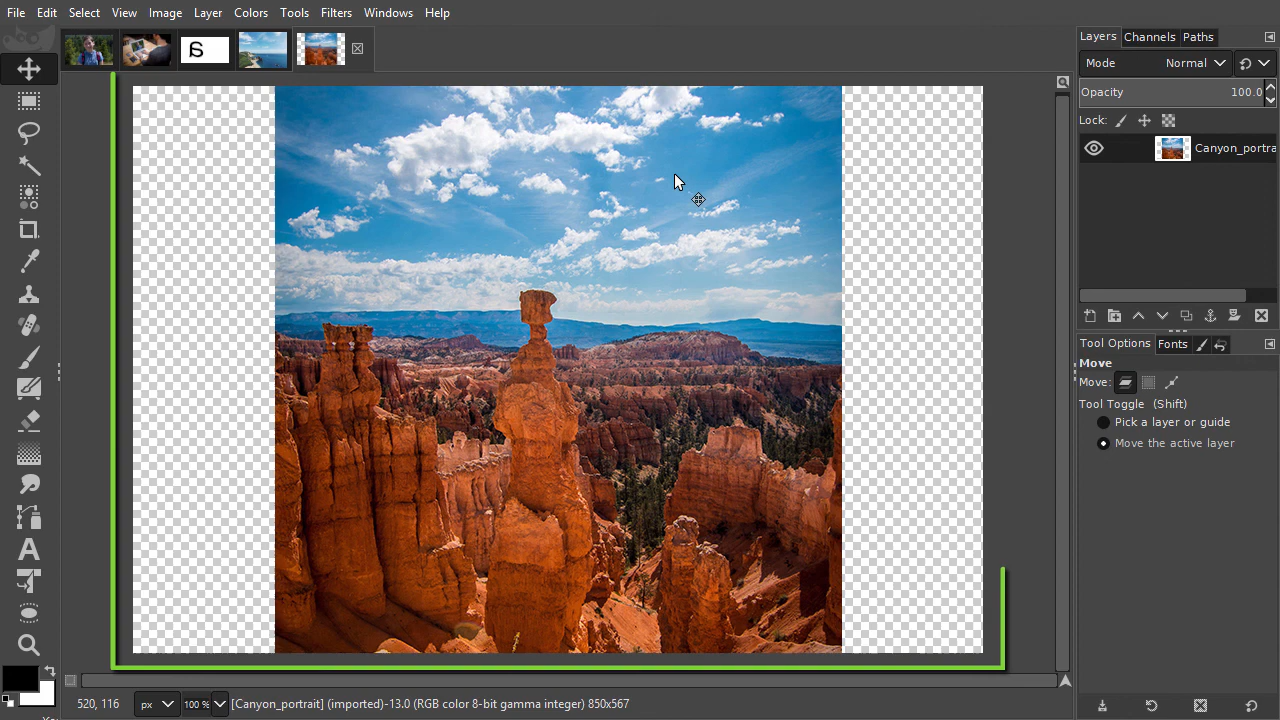 File Edit Select View Image Layer Colors Tools Filters Windows Help
a
Layers Channels Paths
Mode Normal
Opacity 100.0
Lock:
Canyon_portra
Tool Options Fonts
Move
Move:
Tool Toggle (Shift)
Pick a layer or guide
Move the active layer
A
520, 116 px 100 % [Canyon_portrait] (imported)-13.0 (RGB color 8-bit gamma integer) 850x567